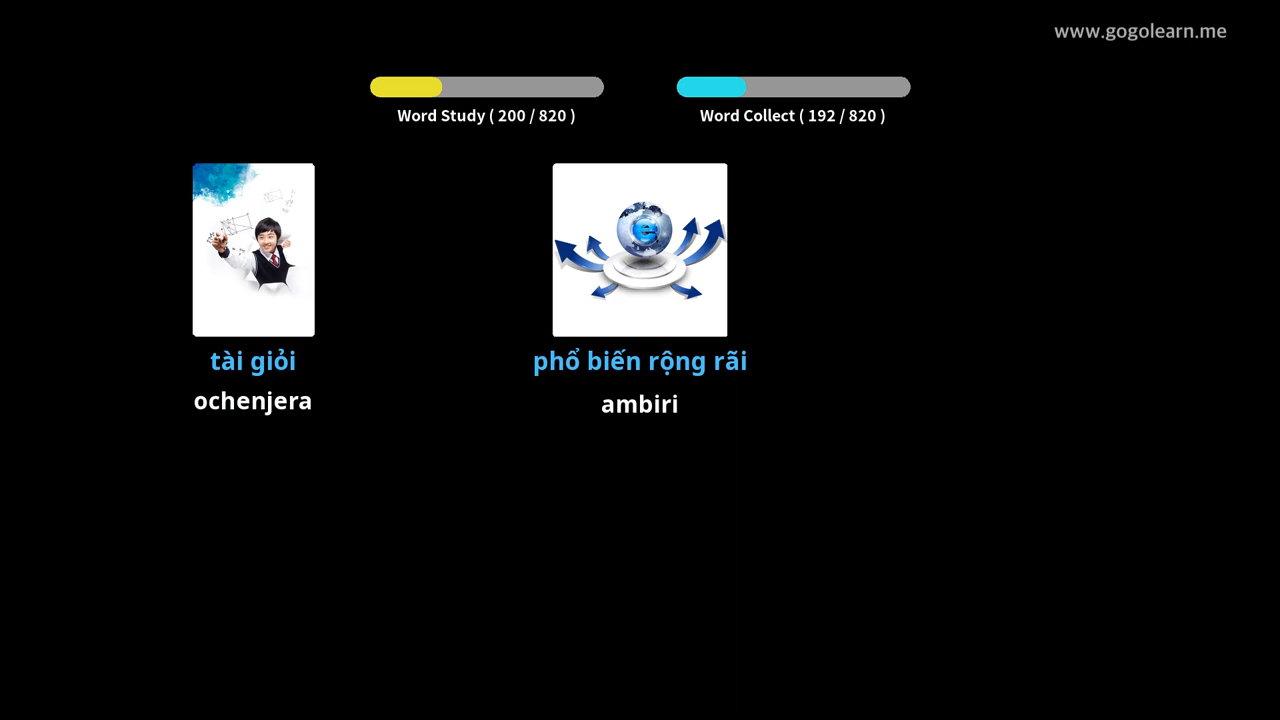 www.gogolearn.me
Word Study ( 200 / 820 )
Word Collect ( 192 / 820 )
e
tài giỏi
phổ biến rộng rãi
ochenjera
ambiri